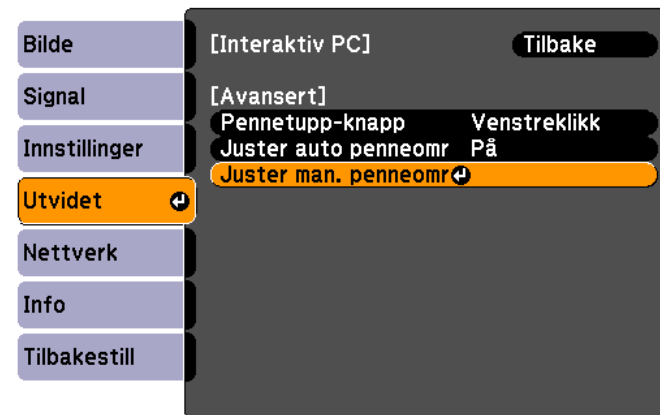 Bilde
Signal
Innstillinger
Utvidet
Nettverk
Info
Tilbakestill
[Interaktiv PC] Tilbake
[Avansert]
Pennetupp-knapp Venstreklikk
Juster auto penneomr På
Juster man. penneomr